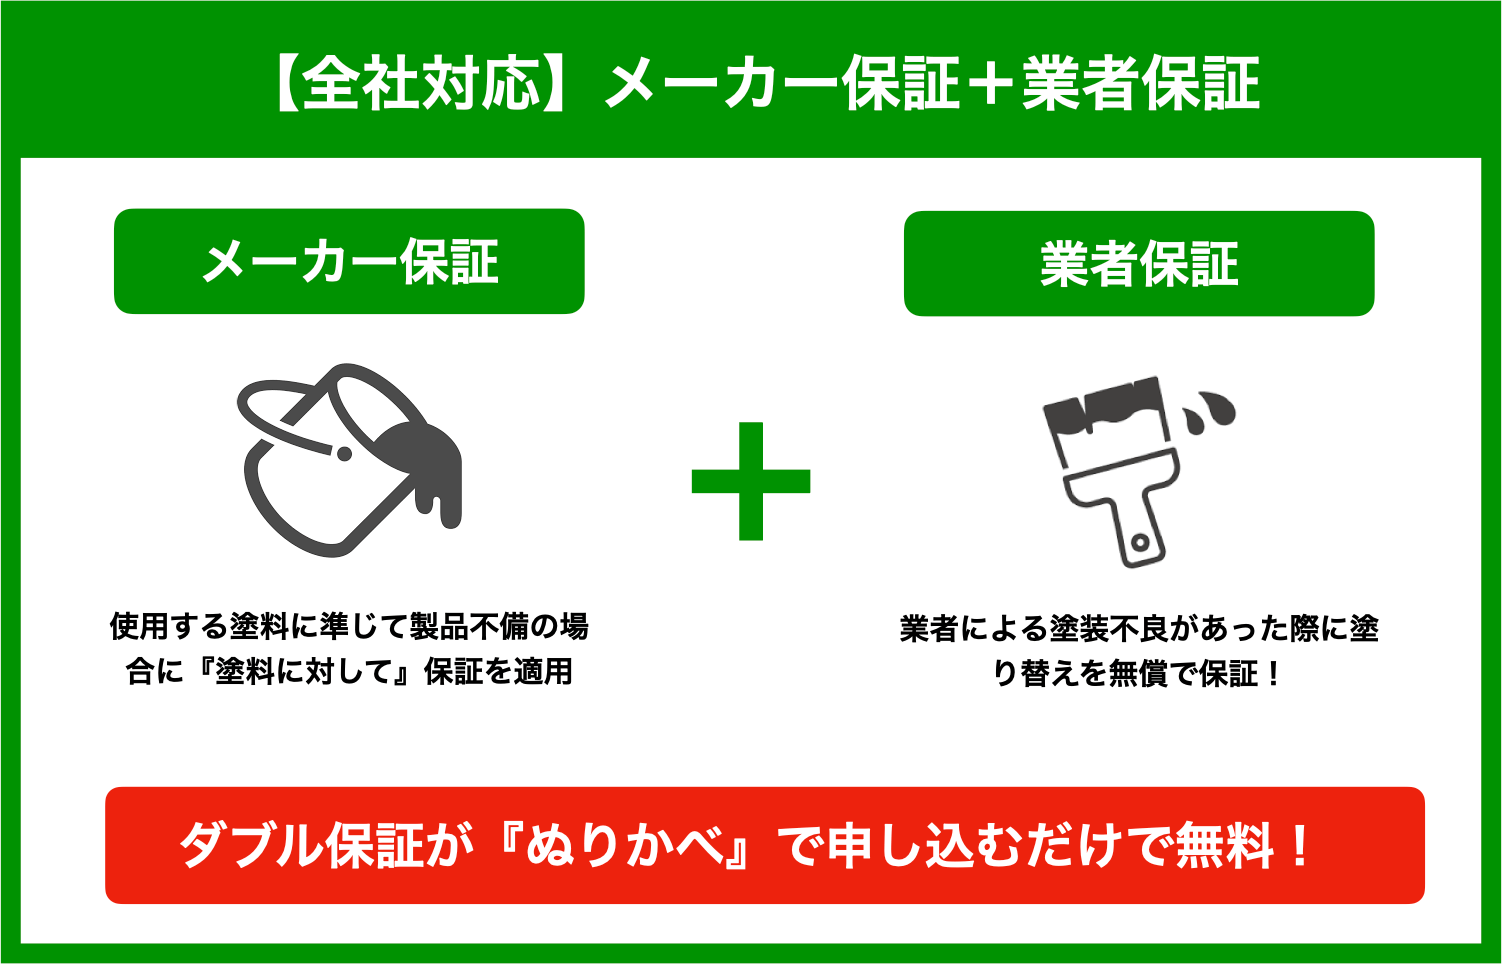 【全社対応】メーカー保証＋業者保証
メーカー保証
業者保証
使用する塗料に準じて製品不備の場
合に『塗料に対して』保証を適用
業者による塗装不良があった際に塗
り替えを無償で保証！
ダブル保証が『ぬりかべ』で申し込むだけで無料！